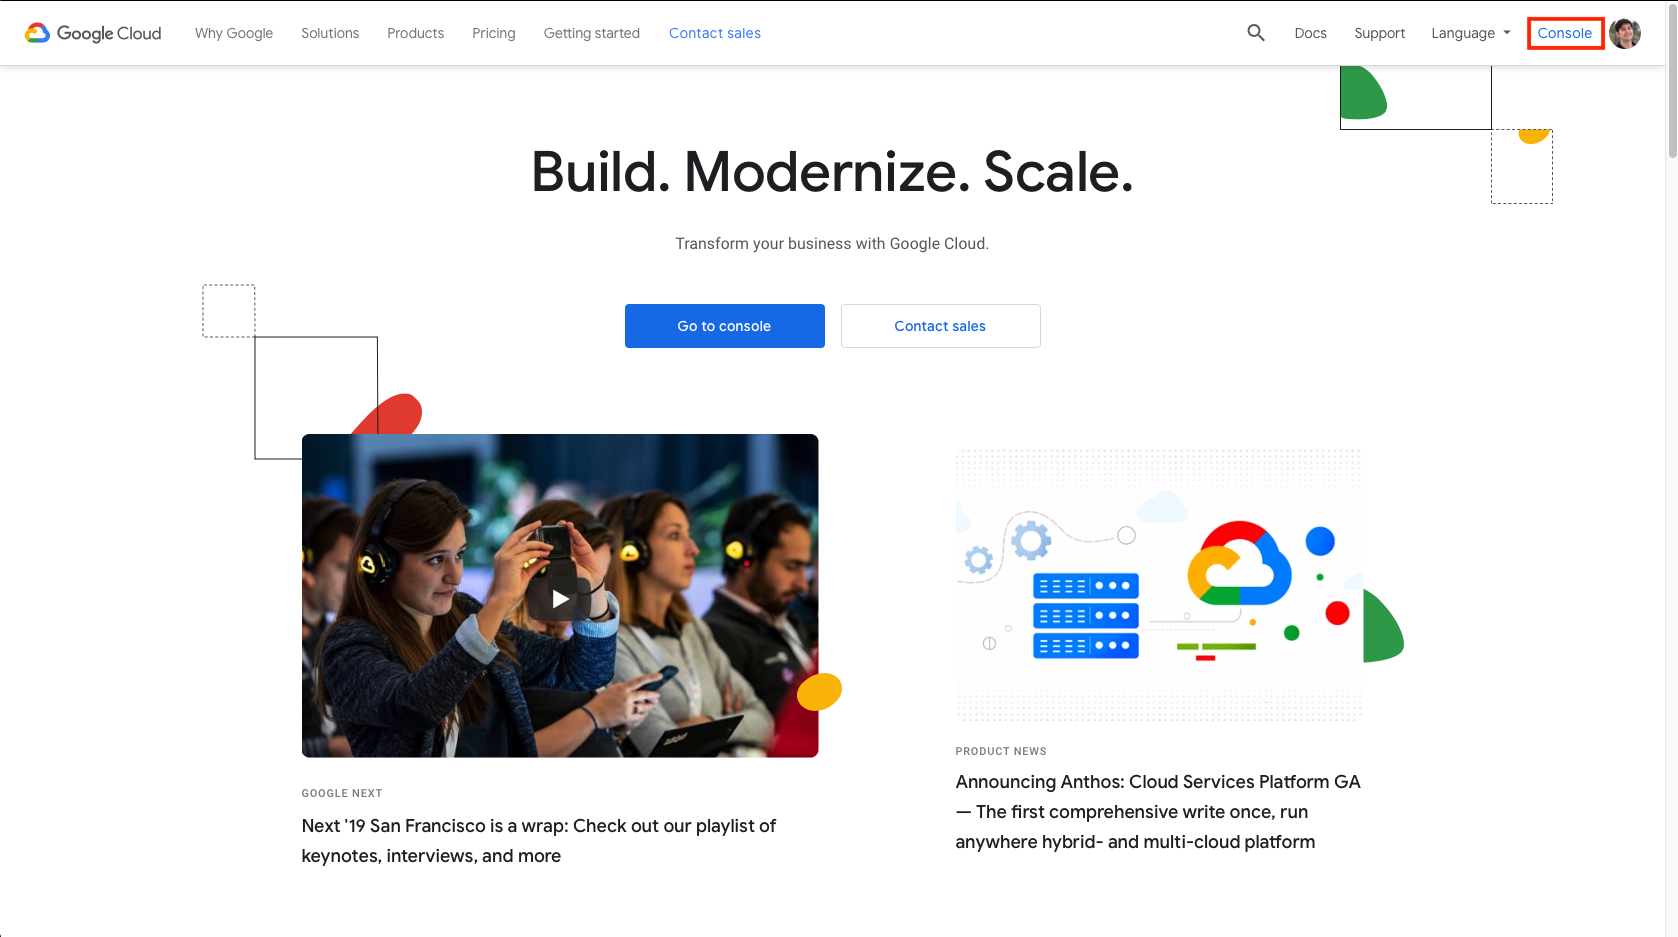 Google Cloud
Why Google
Solutions
Products
Pricing
Getting started
Contact sales
Docs
Support
Language
Console
Build. Modernize. Scale.
Transform your business with Google Cloud.
Go to console
Contact sales
GOOGLE NEXT
Next '19 San Francisco is a wrap: Check out our playlist of
keynotes, interviews, and more
PRODUCT NEWS
Announcing Anthos: Cloud Services Platform GA
— The first comprehensive write once, run
anywhere hybrid- and multi-cloud platform